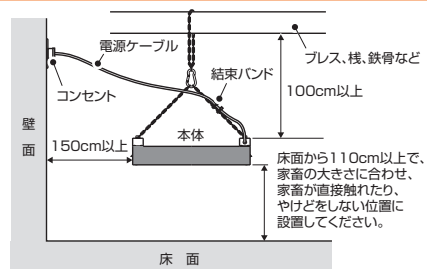 電源ケーブル
ブレス、桟、鉄骨など
コンセント
結束バンド
100cm以上
壁面
本体
150cm以上
床面から110cm以上で、
家畜の大きさに合わせ、
家畜が直接触れたり、
やけどをしない位置に
設置してください。
床面